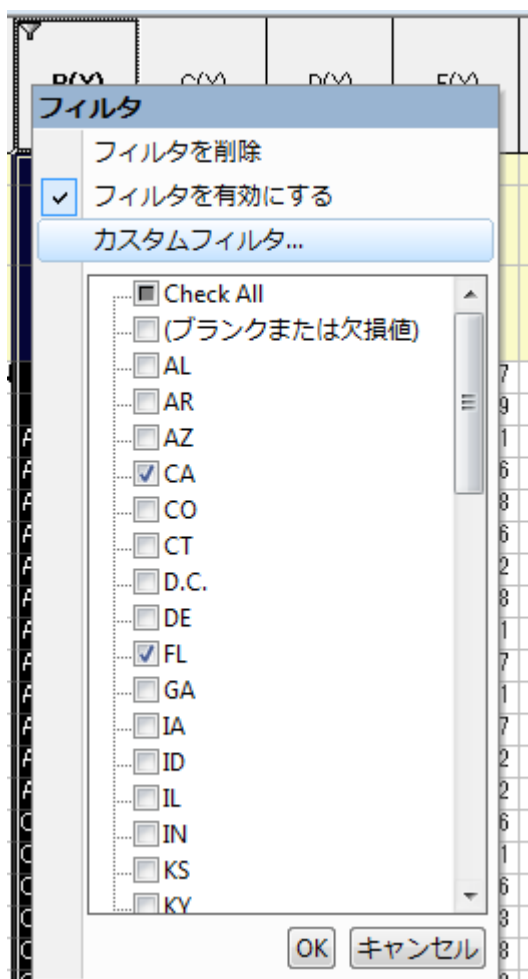 B(Y) C(Y) D(Y) E(Y)
フィルタ
フィルタを削除
フィルタを有効にする
カスタムフィルタ...
Check All
(ブランクまたは欠損値)
AL
AR
AZ
CA
CO
CT
D.C.
DE
FL
GA
IA
ID
IL
IN
KS
KY
OK キャンセル